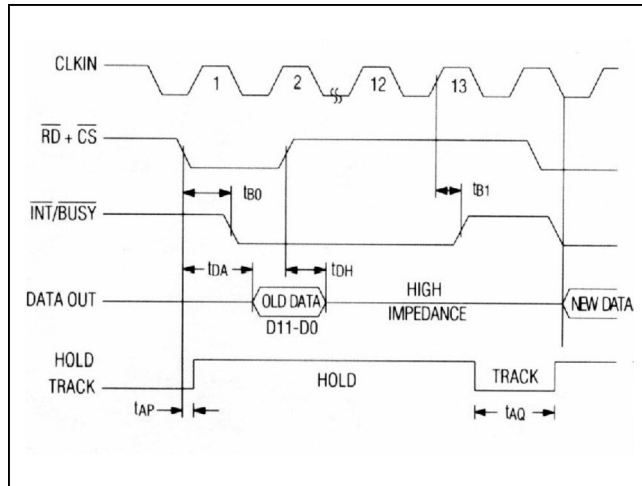 CLKIN 1 2 12 13
RD + CS
tB0 tB1
INT/BUSY
tDA tDH
DATA OUT OLD DATA HIGH IMPEDANCE NEW DATA
D11-D0
HOLD
TRACK HOLD TRACK
tAP tAQ